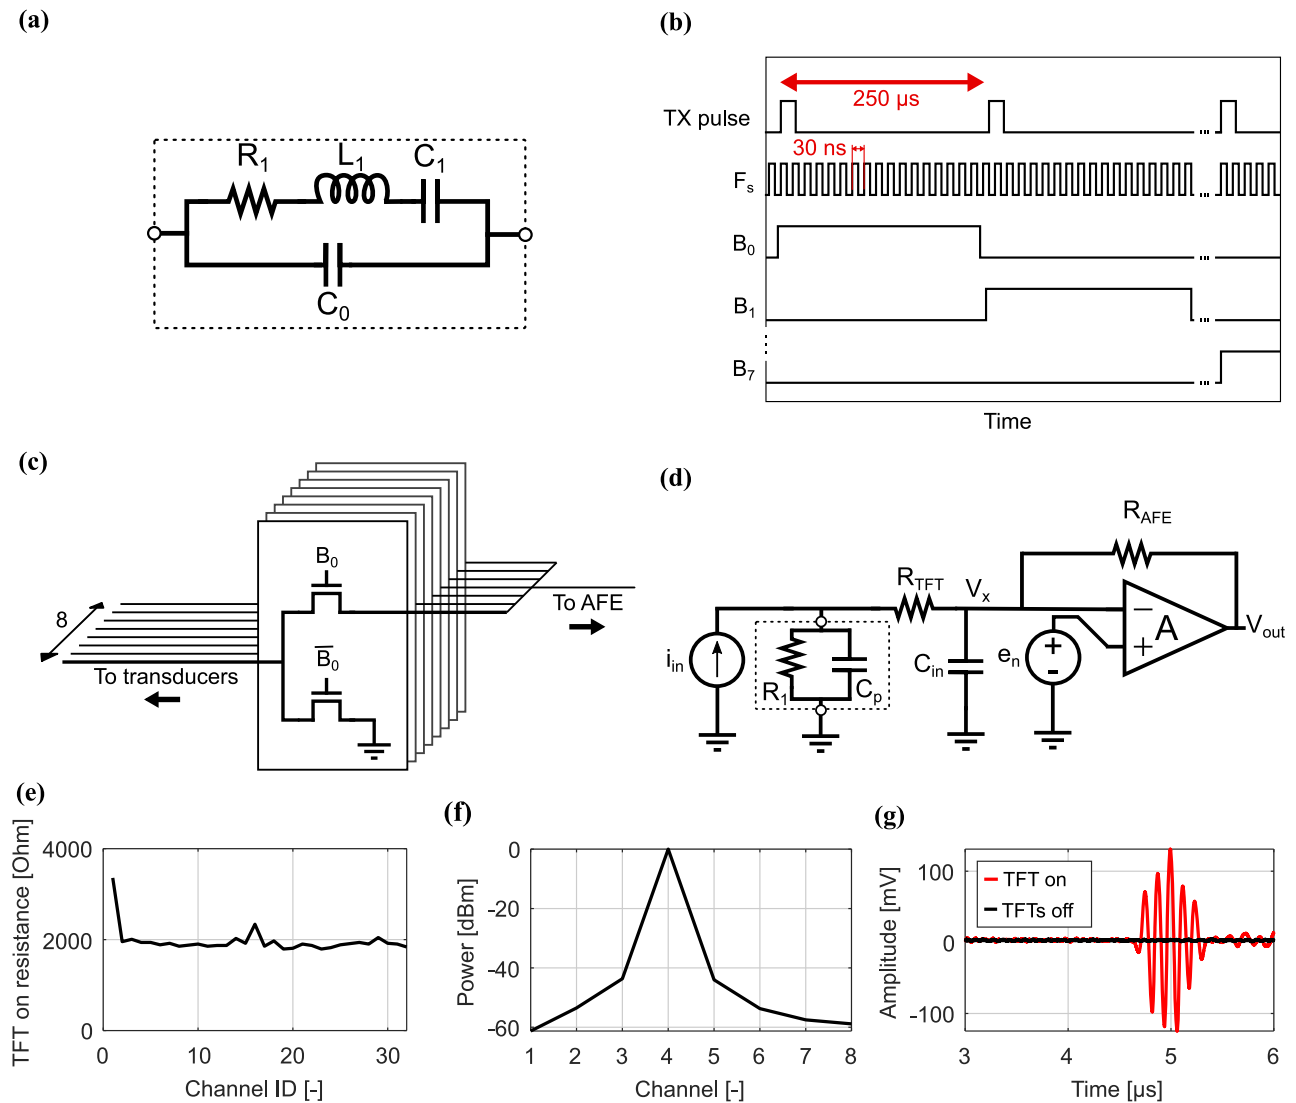 (a)
R1
L1
C1
C0
(b)
250 µs
TX pulse
30 ns
Fs
B0
B1
B7
Time
(c)
B0
8
To AFE
B̅0
To transducers
(d)
RAFE
RTFT
Vx
iin
R1
Cp
Cin
en
A
Vout
(e)
TFT on resistance [Ohm]
4000
2000
0
0
10
20
30
Channel ID [-]
(f)
Power [dBm]
0
-20
-40
-60
1
2
3
4
5
6
7
8
Channel [-]
(g)
Amplitude [mV]
100
0
-100
TFT on
TFTs off
3
4
5
6
Time [µs]